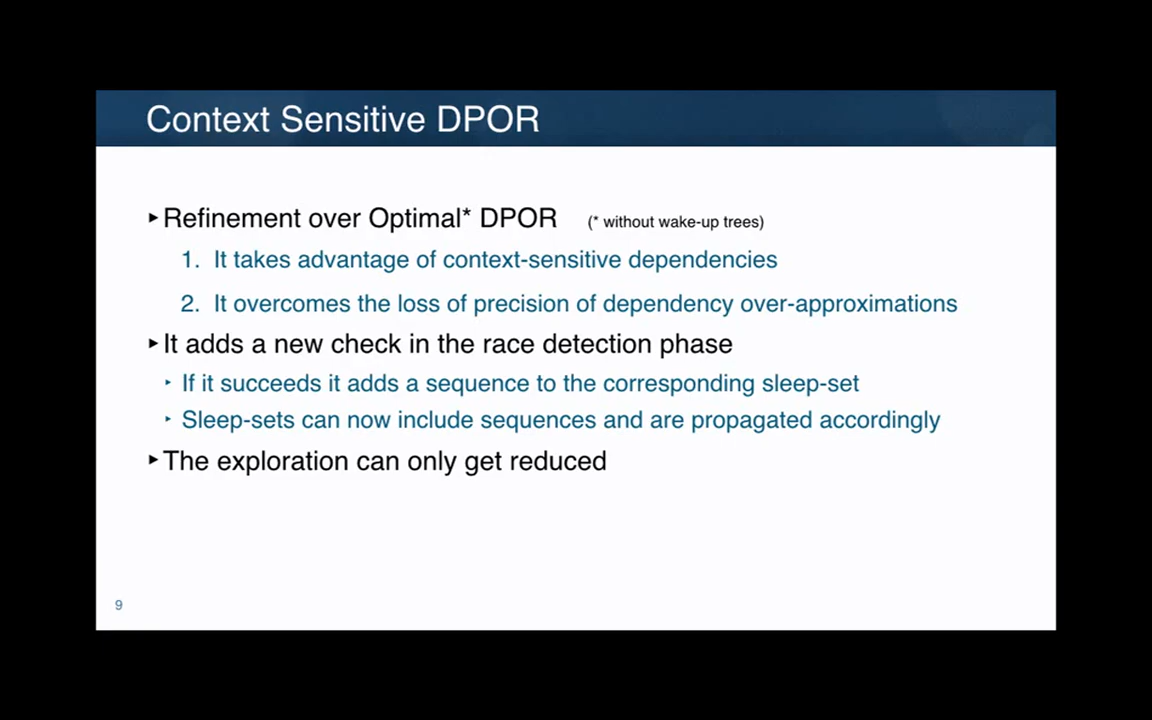 Context Sensitive DPOR
▸Refinement over Optimal* DPOR (* without wake-up trees)
1. It takes advantage of context-sensitive dependencies
2. It overcomes the loss of precision of dependency over-approximations
▸It adds a new check in the race detection phase
‣ If it succeeds it adds a sequence to the corresponding sleep-set
‣ Sleep-sets can now include sequences and are propagated accordingly
▸The exploration can only get reduced
9